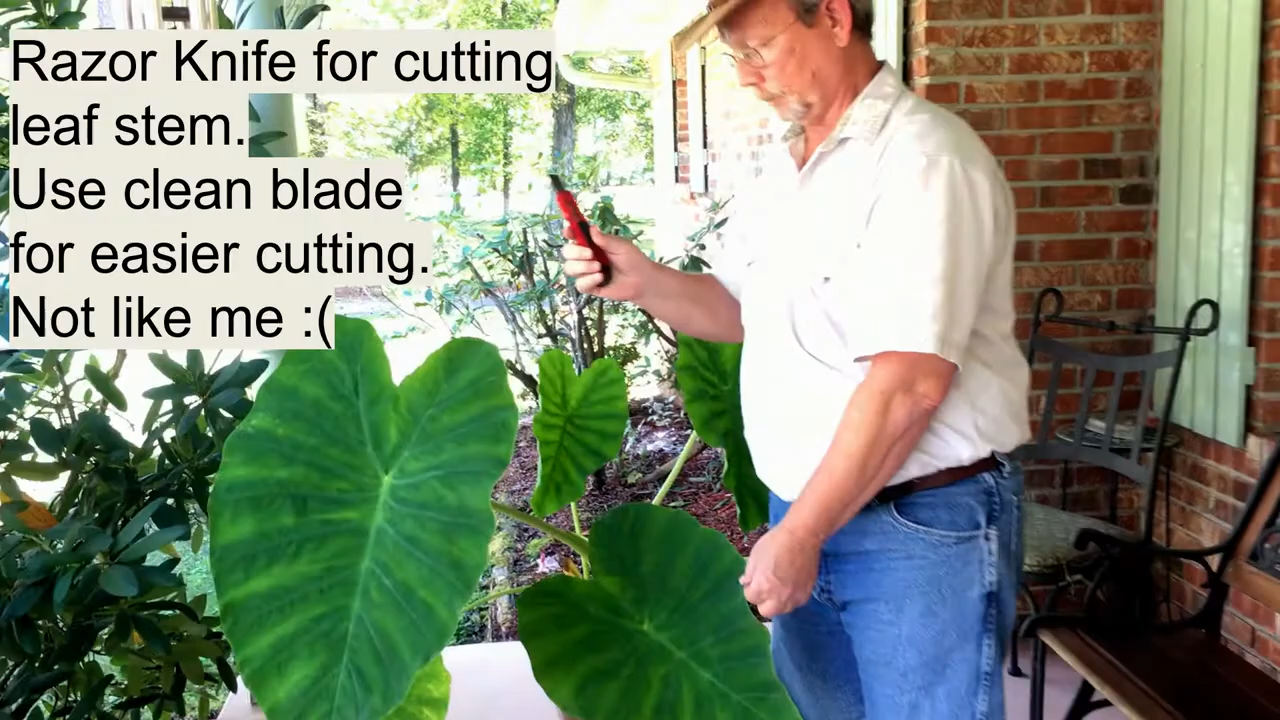 Razor Knife for cutting
leaf stem.
Use clean blade
for easier cutting.
Not like me :(